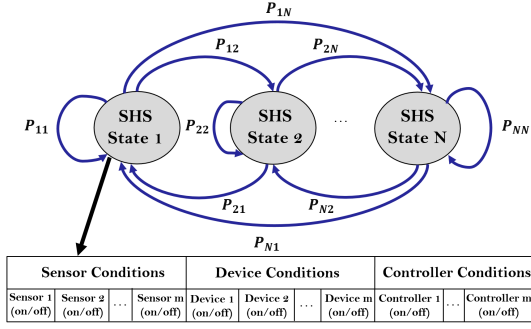 P1N
P12
P2N
P11
SHS
State 1
P22
SHS
State 2
...
SHS
State N
PNN
P21
PN2
PN1
Sensor Conditions
Device Conditions
Controller Conditions
Sensor 1
(on/off)
Sensor 2
(on/off)
...
Sensor m
(on/off)
Device 1
(on/off)
Device 2
(on/off)
...
Device m
(on/off)
Controller 1
(on/off)
...
Controller m
(on/off)